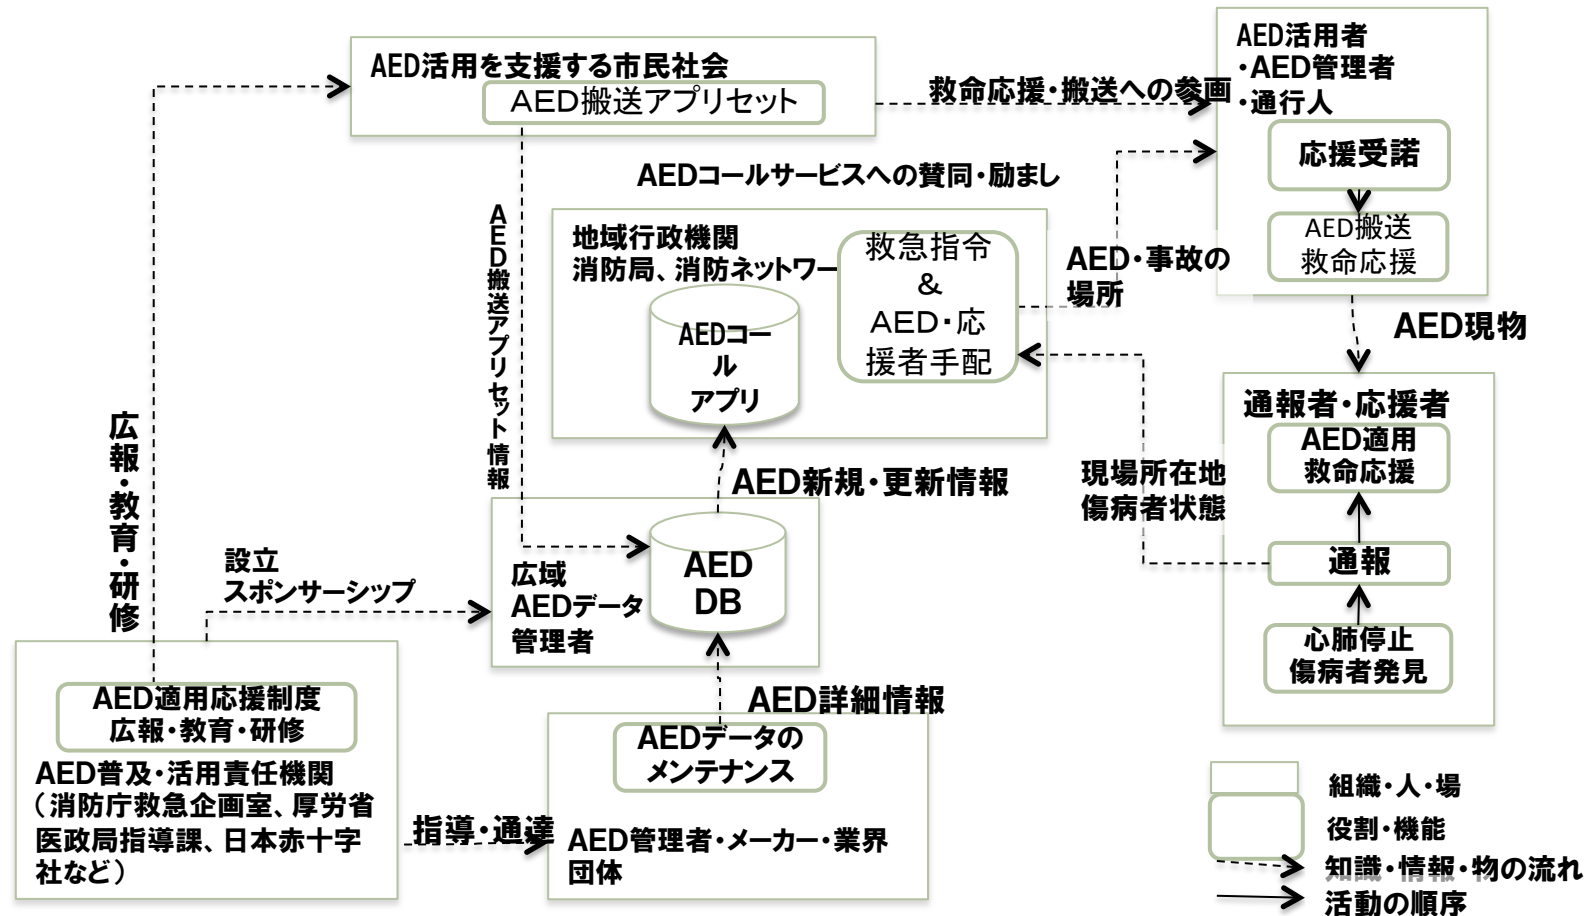 AED活用を支援する市民社会
AED搬送アプリセット
救命応援・搬送への参画
AED活用者
・AED管理者
・通行人
応援受諾
AED搬送
救命応援
AEDコールサービスへの賛同・励まし
AED搬送アプリセット情報
地域行政機関
消防局、消防ネットワー
救急指令
&
AED・応
援者手配
AEDコー
ル
アプリ
AED・事故の
場所
AED現物
通報者・応援者
AED適用
救命応援
通報
心肺停止
傷病者発見
現場所在地
傷病者状態
AED新規・更新情報
広報・教育・研修
設立
スポンサーシップ
広域
AEDデータ
管理者
AED
DB
AED詳細情報
AED適用応援制度
広報・教育・研修
AED普及・活用責任機関
(消防庁救急企画室、厚労省
医政局指導課、日本赤十字
社など)
指導・通達
AEDデータの
メンテナンス
AED管理者・メーカー・業界
団体
組織・人・場
役割・機能
知識・情報・物の流れ
活動の順序